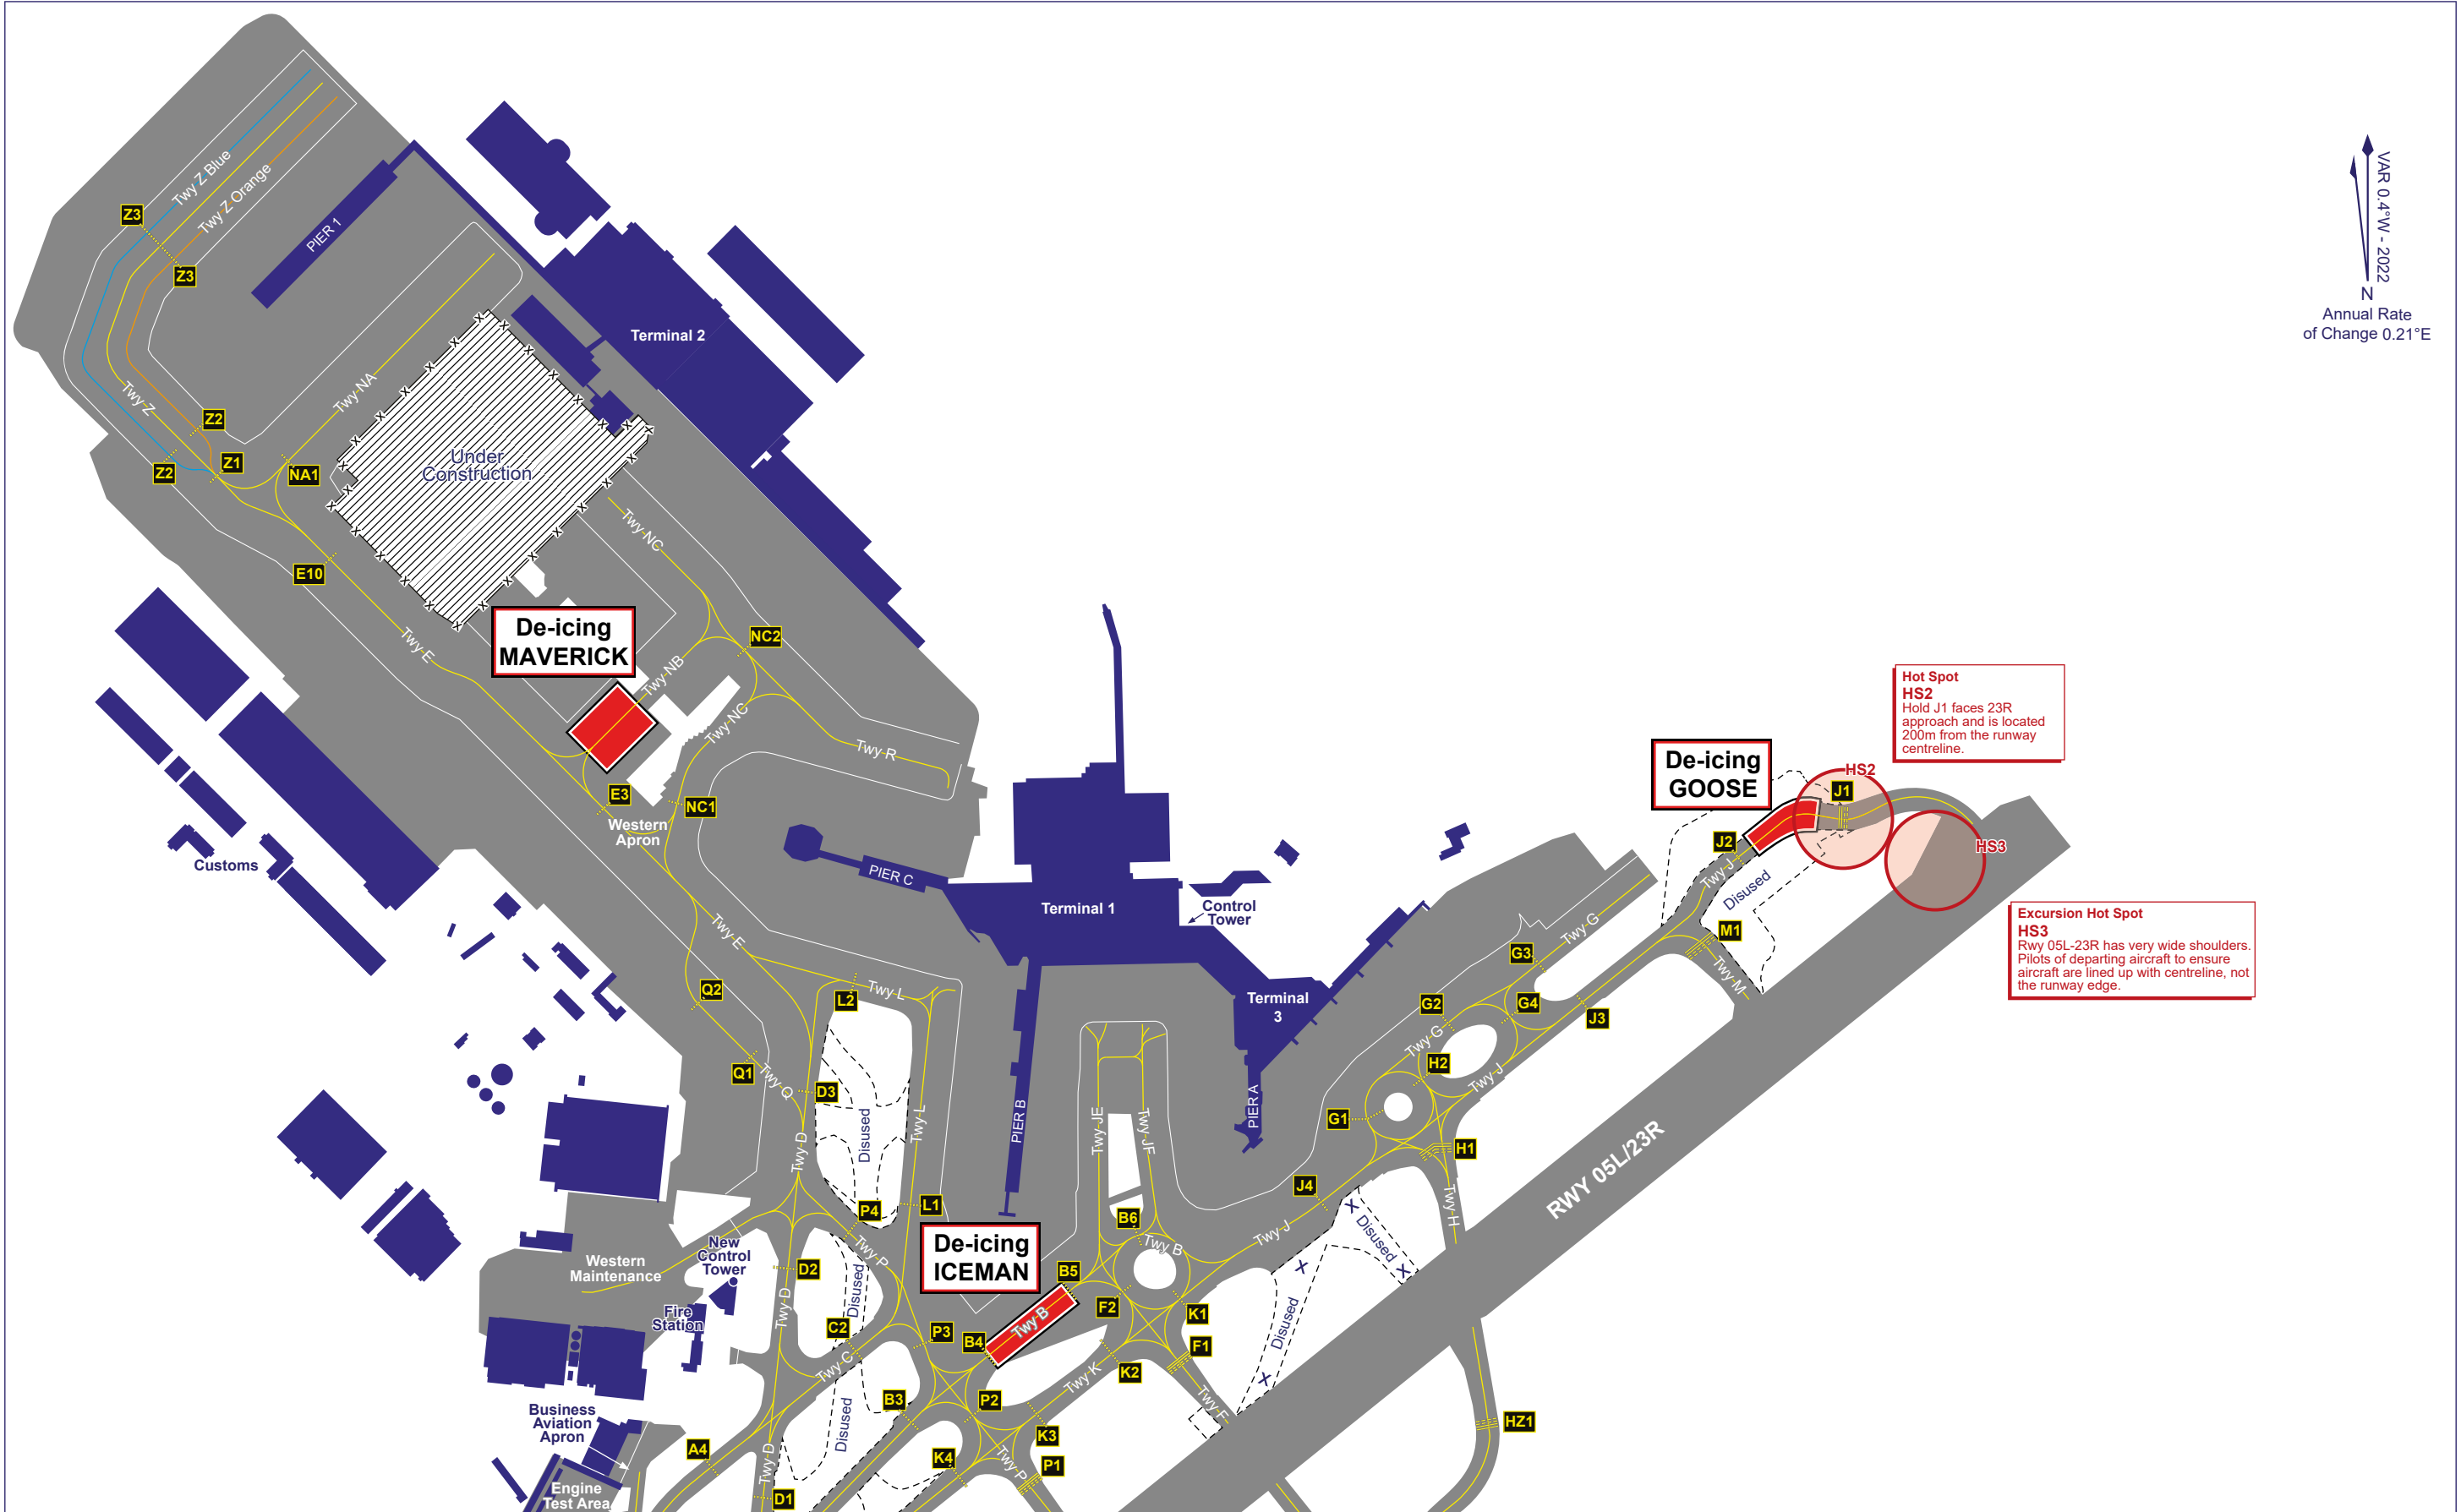 VAR 0.4°W - 2022
N
Annual Rate
of Change 0.21°E
Twy Z Blue
Twy Z Orange
Z3
Z3
PIER 1
Terminal 2
Twy Z
Twy NA
Z2
Z2
Z1
NA1
Under
Construction
E10
Twy NC
Twy E
De-icing
MAVERICK
NC2
Twy NB
Twy NC
Twy R
E3
NC1
Western
Apron
Customs
PIER C
Terminal 1
Control
Tower
Hot Spot
HS2
Hold J1 faces 23R
approach and is located
200m from the runway
centreline.
De-icing
GOOSE
HS2
J1
J2
HS3
Twy J
Disused
Excursion Hot Spot
HS3
Rwy 05L-23R has very wide shoulders.
Pilots of departing aircraft to ensure
aircraft are lined up with centreline, not
the runway edge.
M1
Twy M
Twy G
G3
Twy E
Q2
L2
Twy L
Terminal
3
G2
G4
J3
Twy G
H2
Twy J
Q1
Twy Q
D3
Disused
Twy L
PIER B
Twy JE
Twy JF
PIER A
G1
H1
RWY 05L/23R
Twy D
P4
L1
J4
Twy H
B6
Twy B
Twy J
X
Disused
X
X
New
Control
Tower
Western
Maintenance
D2
Twy P
De-icing
ICEMAN
B5
Disused
Fire
Station
Twy D
C2
P3
B4
Twy B
F2
K1
F1
Disused
X
Twy C
K2
Twy K
Twy F
B3
P2
Disused
Business
Aviation
Apron
K3
HZ1
A4
Twy D
K4
Twy P
P1
Engine
Test Area
D1